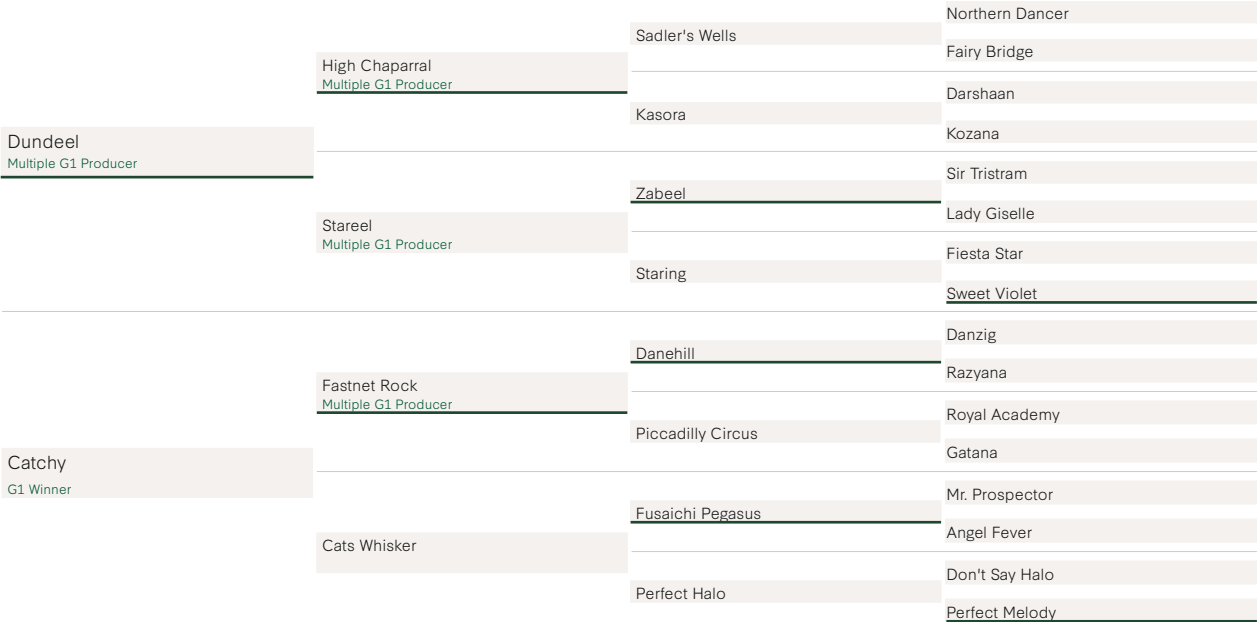 Northern Dancer
Sadler's Wells
Fairy Bridge
High Chaparral
Multiple G1 Producer
Darshaan
Kasora
Kozana
Dundeel
Multiple G1 Producer
Sir Tristram
Zabeel
Lady Giselle
Stareel
Multiple G1 Producer
Fiesta Star
Staring
Sweet Violet
Danzig
Danehill
Razyana
Fastnet Rock
Multiple G1 Producer
Royal Academy
Piccadilly Circus
Gatana
Catchy
G1 Winner
Mr. Prospector
Fusaichi Pegasus
Angel Fever
Cats Whisker
Don't Say Halo
Perfect Halo
Perfect Melody